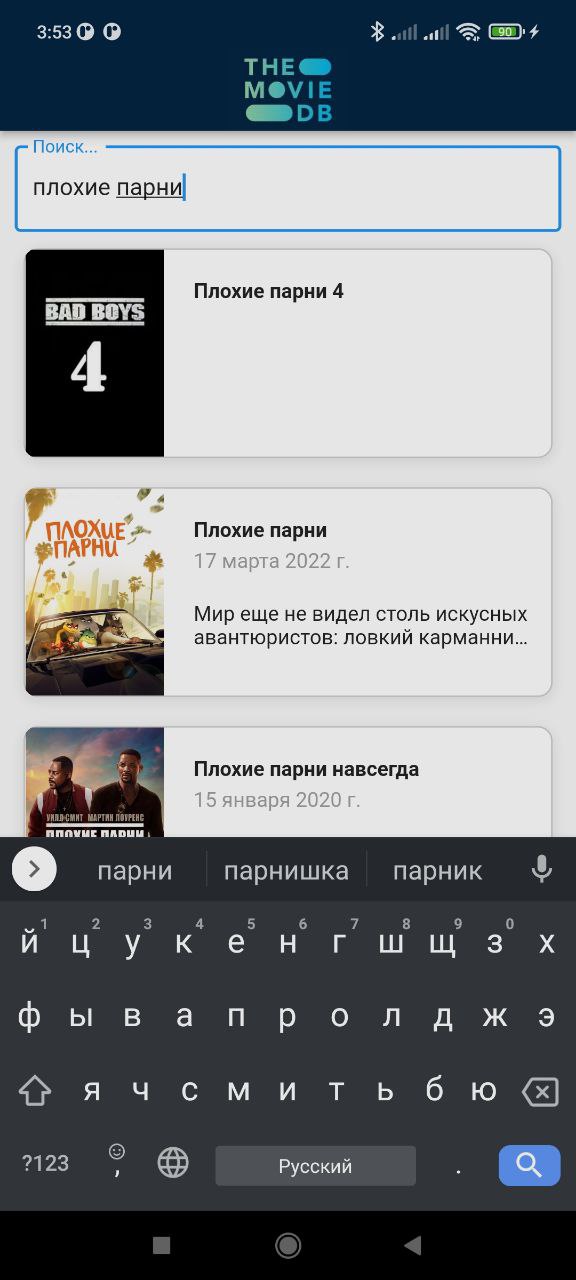 3:53
90
THE
MOVIE
DB
Поиск...
плохие парни
BAD BOYS
4
Плохие парни 4
ПЛОХИЕ
ПАРНИ
Плохие парни
17 марта 2022 г.
Мир еще не видел столь искусных
авантюристов: ловкий карманни...
УИЛЛ СМИТ МАРТИН ЛОУРЕНС
ПЛОХИЕ ПАРНИ
Плохие парни навсегда
15 января 2020 г.
парни парнишка парник
1 2 3 4 5 6 7 8 9 0
й ц у к е н г ш щ з х
ф ы в а п р о л д ж э
я ч с м и т ь б ю
?123 , Русский .